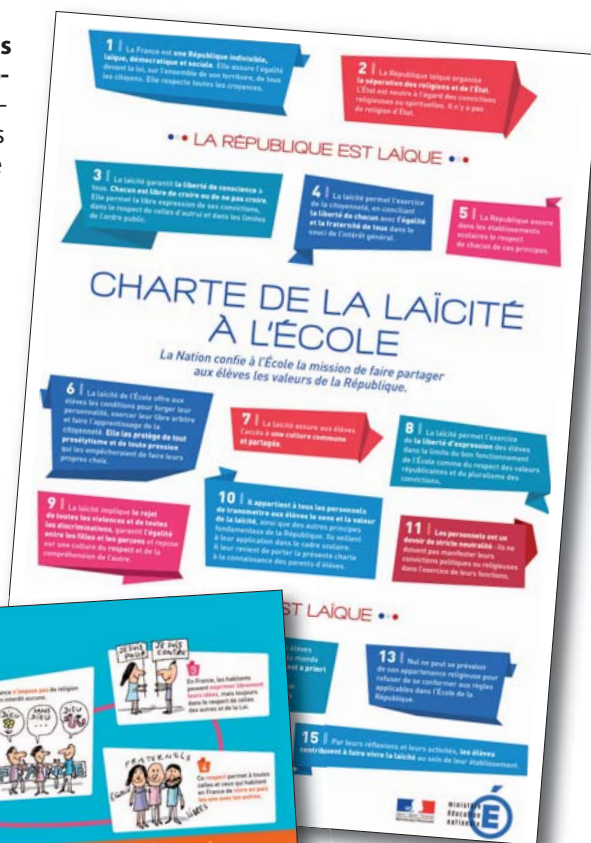 s
-
–
s
e
1 | La France est une République indivisible,
laïque, démocratique et sociale. Elle assure l'égalité
devant la loi, sur l'ensemble de son territoire, de tous
les citoyens. Elle respecte toutes les croyances.
2 | La République laïque organise
la séparation des religions et de l'État.
L'État est neutre à l'égard des convictions
religieuses ou spirituelles. Il n'y a pas
de religion d'État.
LA RÉPUBLIQUE EST LAÏQUE
3 | La laïcité garantit la liberté de conscience à
tous. Chacun est libre de croire ou de ne pas croire.
Elle permet la libre expression de ses convictions,
dans le respect de celles d'autrui et dans les limites
de l'ordre public.
4 | La laïcité permet l'exercice
de la citoyenneté, en conciliant
la liberté de chacun avec l'égalité
et la fraternité de tous dans le
souci de l'intérêt général.
5 | La République assure
dans les établissements
scolaires le respect
de chacun de ces principes.
CHARTE DE LA LAÏCITÉ
À L'ÉCOLE
La Nation confie à l'École la mission de faire partager
aux élèves les valeurs de la République.
6 | La laïcité de l'École offre aux
élèves les conditions pour forger leur
personnalité, exercer leur libre arbitre
et faire l'apprentissage de la
citoyenneté. Elle les protège de tout
prosélytisme et de toute pression
qui les empêcheraient de faire leurs
propres choix.
7 | La laïcité assure aux élèves
l'accès à une culture commune
et partagée.
8 | La laïcité permet l'exercice
de la liberté d'expression des élèves
dans la limite du bon fonctionnement
de l'École comme du respect des valeurs
républicaines et du pluralisme des
convictions.
9 | La laïcité implique le rejet
de toutes les violences et de toutes
les discriminations, garantit l'égalité
entre les filles et les garçons et repose
sur une culture du respect et de la
compréhension de l'autre.
10 | Il appartient à tous les personnels
de transmettre aux élèves le sens et la valeur
de la laïcité, ainsi que des autres principes
fondamentaux de la République. Ils veillent
à leur application dans le cadre scolaire.
Il leur revient de porter la présente charte
à la connaissance des parents d'élèves.
11 | Les personnels ont un
devoir de stricte neutralité : ils ne
doivent pas manifester leurs
convictions politiques ou religieuses
dans l'exercice de leurs fonctions.
ST LAÏQUE
élèves
monde
est a priori
13 | Nul ne peut se prévaloir
de son appartenance religieuse pour
refuser de se conformer aux règles
applicables dans l'École de la
République.
15 | Par leurs réflexions et leurs activités, les élèves
contribuent à faire vivre la laïcité au sein de leur établissement.
ministère
éducation
nationale
É
ance n'impose pas de religion
n interdit aucune.
DIEU
MAIS
DIEU
...
DIEU
JE SUIS
POUR
JE SUIS
CONTRE
3
En France, les habitants
peuvent exprimer librement
leurs idées, mais toujours
dans le respect de celles
des autres et de la Loi.
ÉGAUX
FRATERNELS
LIBRES
4
Ce respect permet à toutes
celles et ceux qui habitent
en France de vivre en paix
les uns avec les autres.